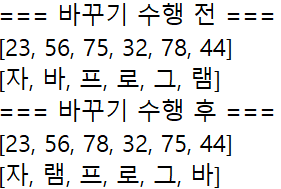 === 바꾸기 수행 전 ===
[23, 56, 75, 32, 78, 44]
[자, 바, 프, 로, 그, 램]
=== 바꾸기 수행 후 ===
[23, 56, 78, 32, 75, 44]
[자, 램, 프, 로, 그, 바]